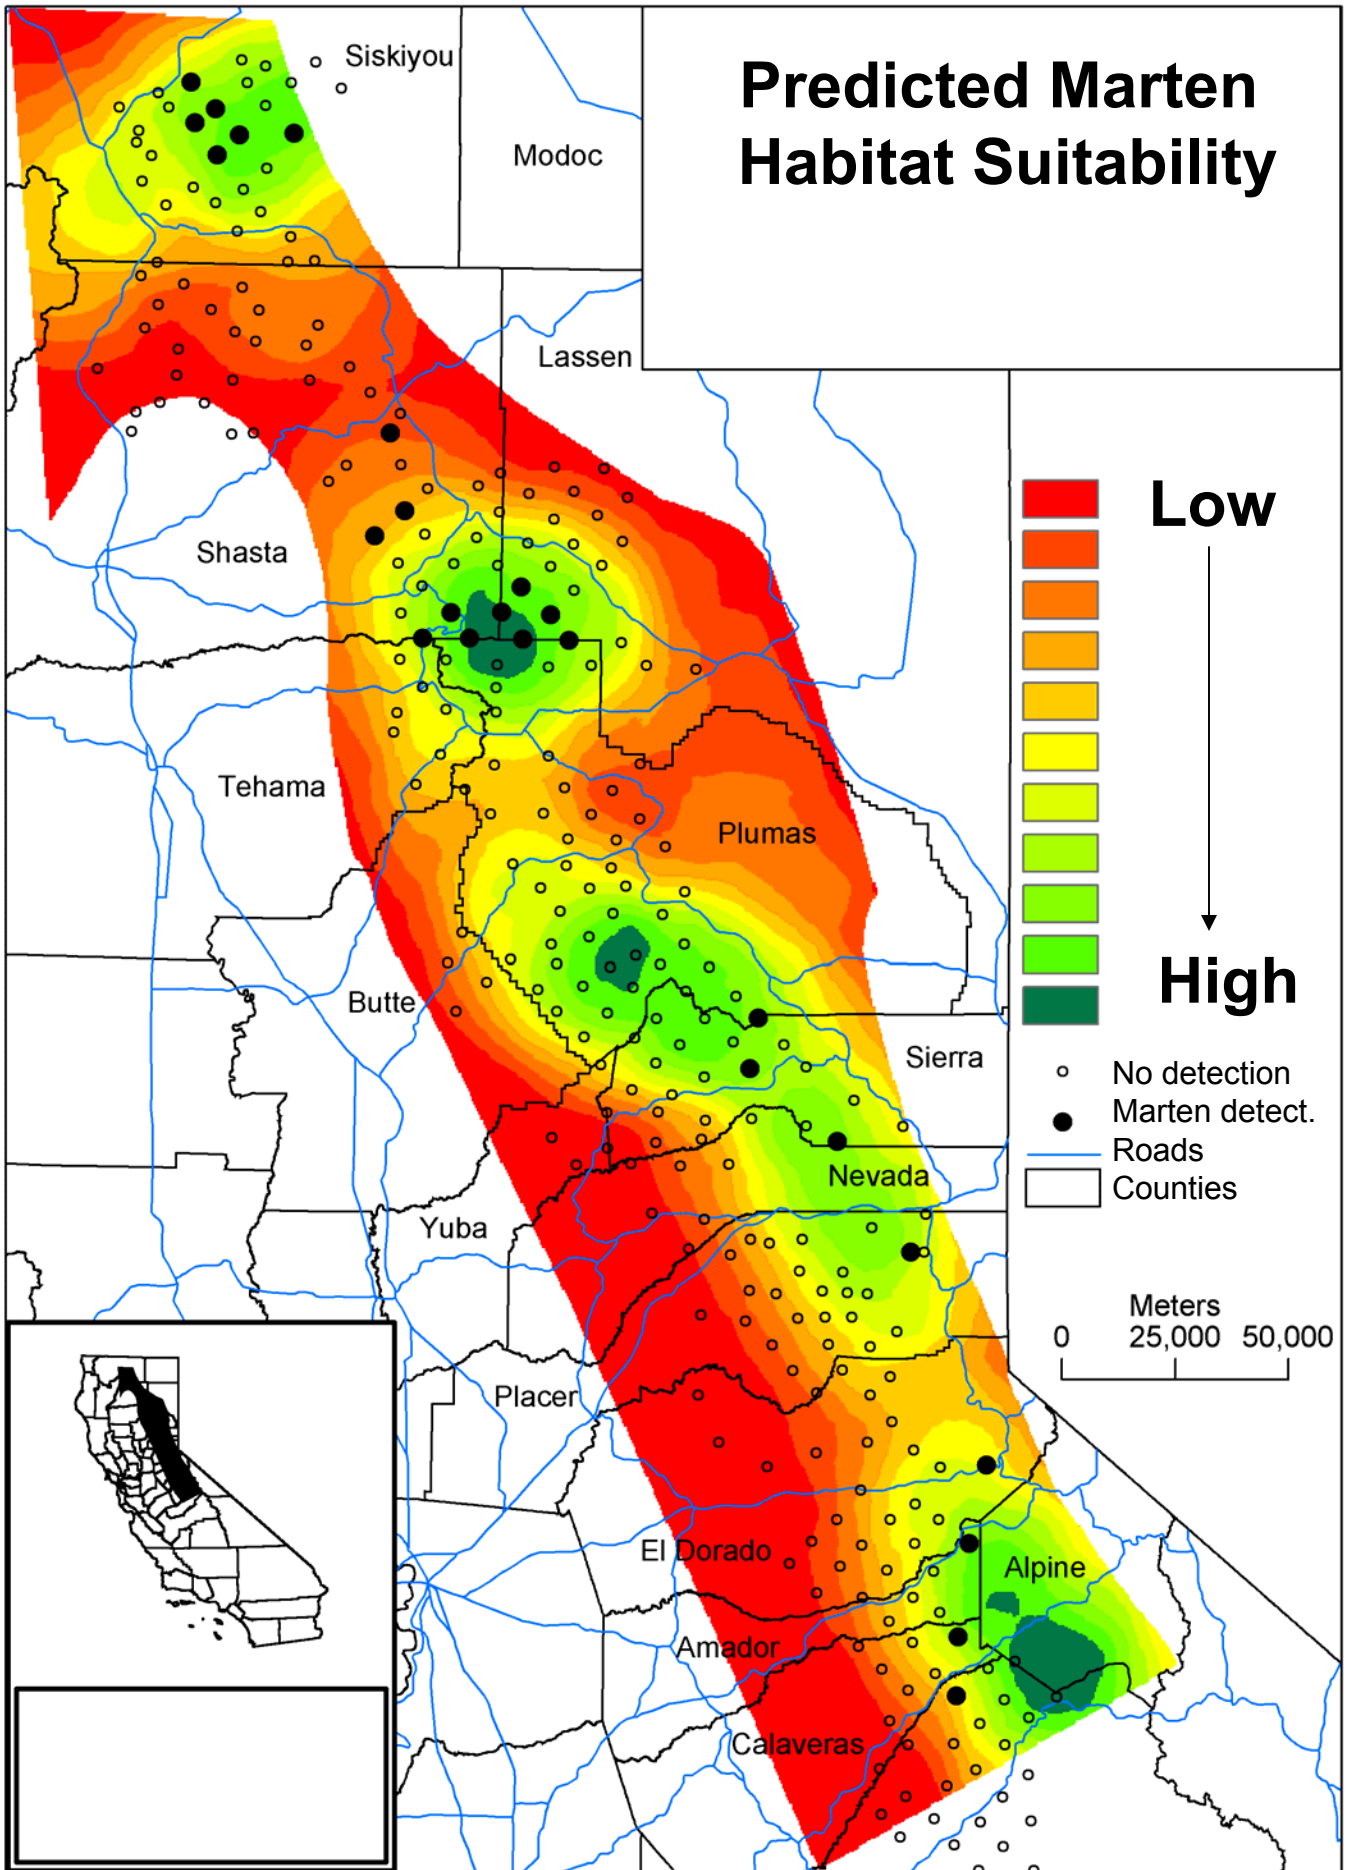 Predicted Marten
Habitat Suitability
Siskiyou
Modoc
Lassen
Shasta
Tehama
Plumas
Butte
Sierra
Nevada
Yuba
Placer
El Dorado
Alpine
Amador
Calaveras
Low
High
No detection
Marten detect.
Roads
Counties
Meters
0 25,000 50,000